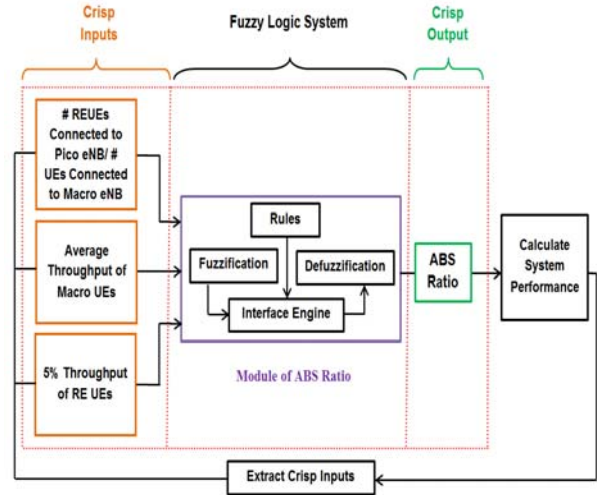 Crisp
Inputs
Fuzzy Logic System
Crisp
Output
# REUEs
Connected to
Pico eNB/ #
UEs Connected
to Macro eNB
Average
Throughput of
Macro UEs
5% Throughput
of RE UEs
Rules
Fuzzification
Defuzzification
Interface Engine
Module of ABS Ratio
ABS
Ratio
Calculate
System
Performance
Extract Crisp Inputs